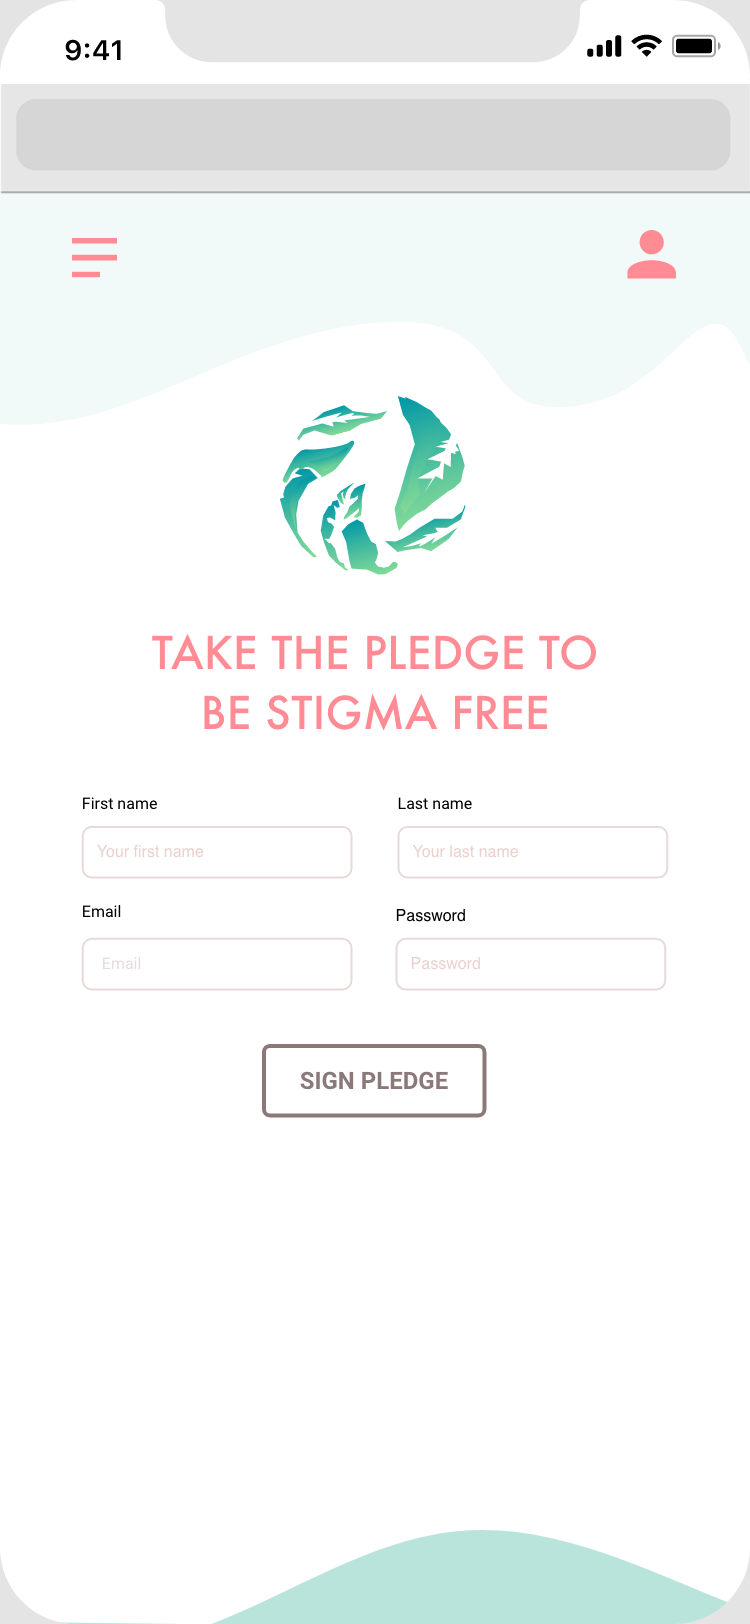 9:41
TAKE THE PLEDGE TO
BE STIGMA FREE
First name
Last name
Your first name
Your last name
Email
Password
Email
Password
SIGN PLEDGE